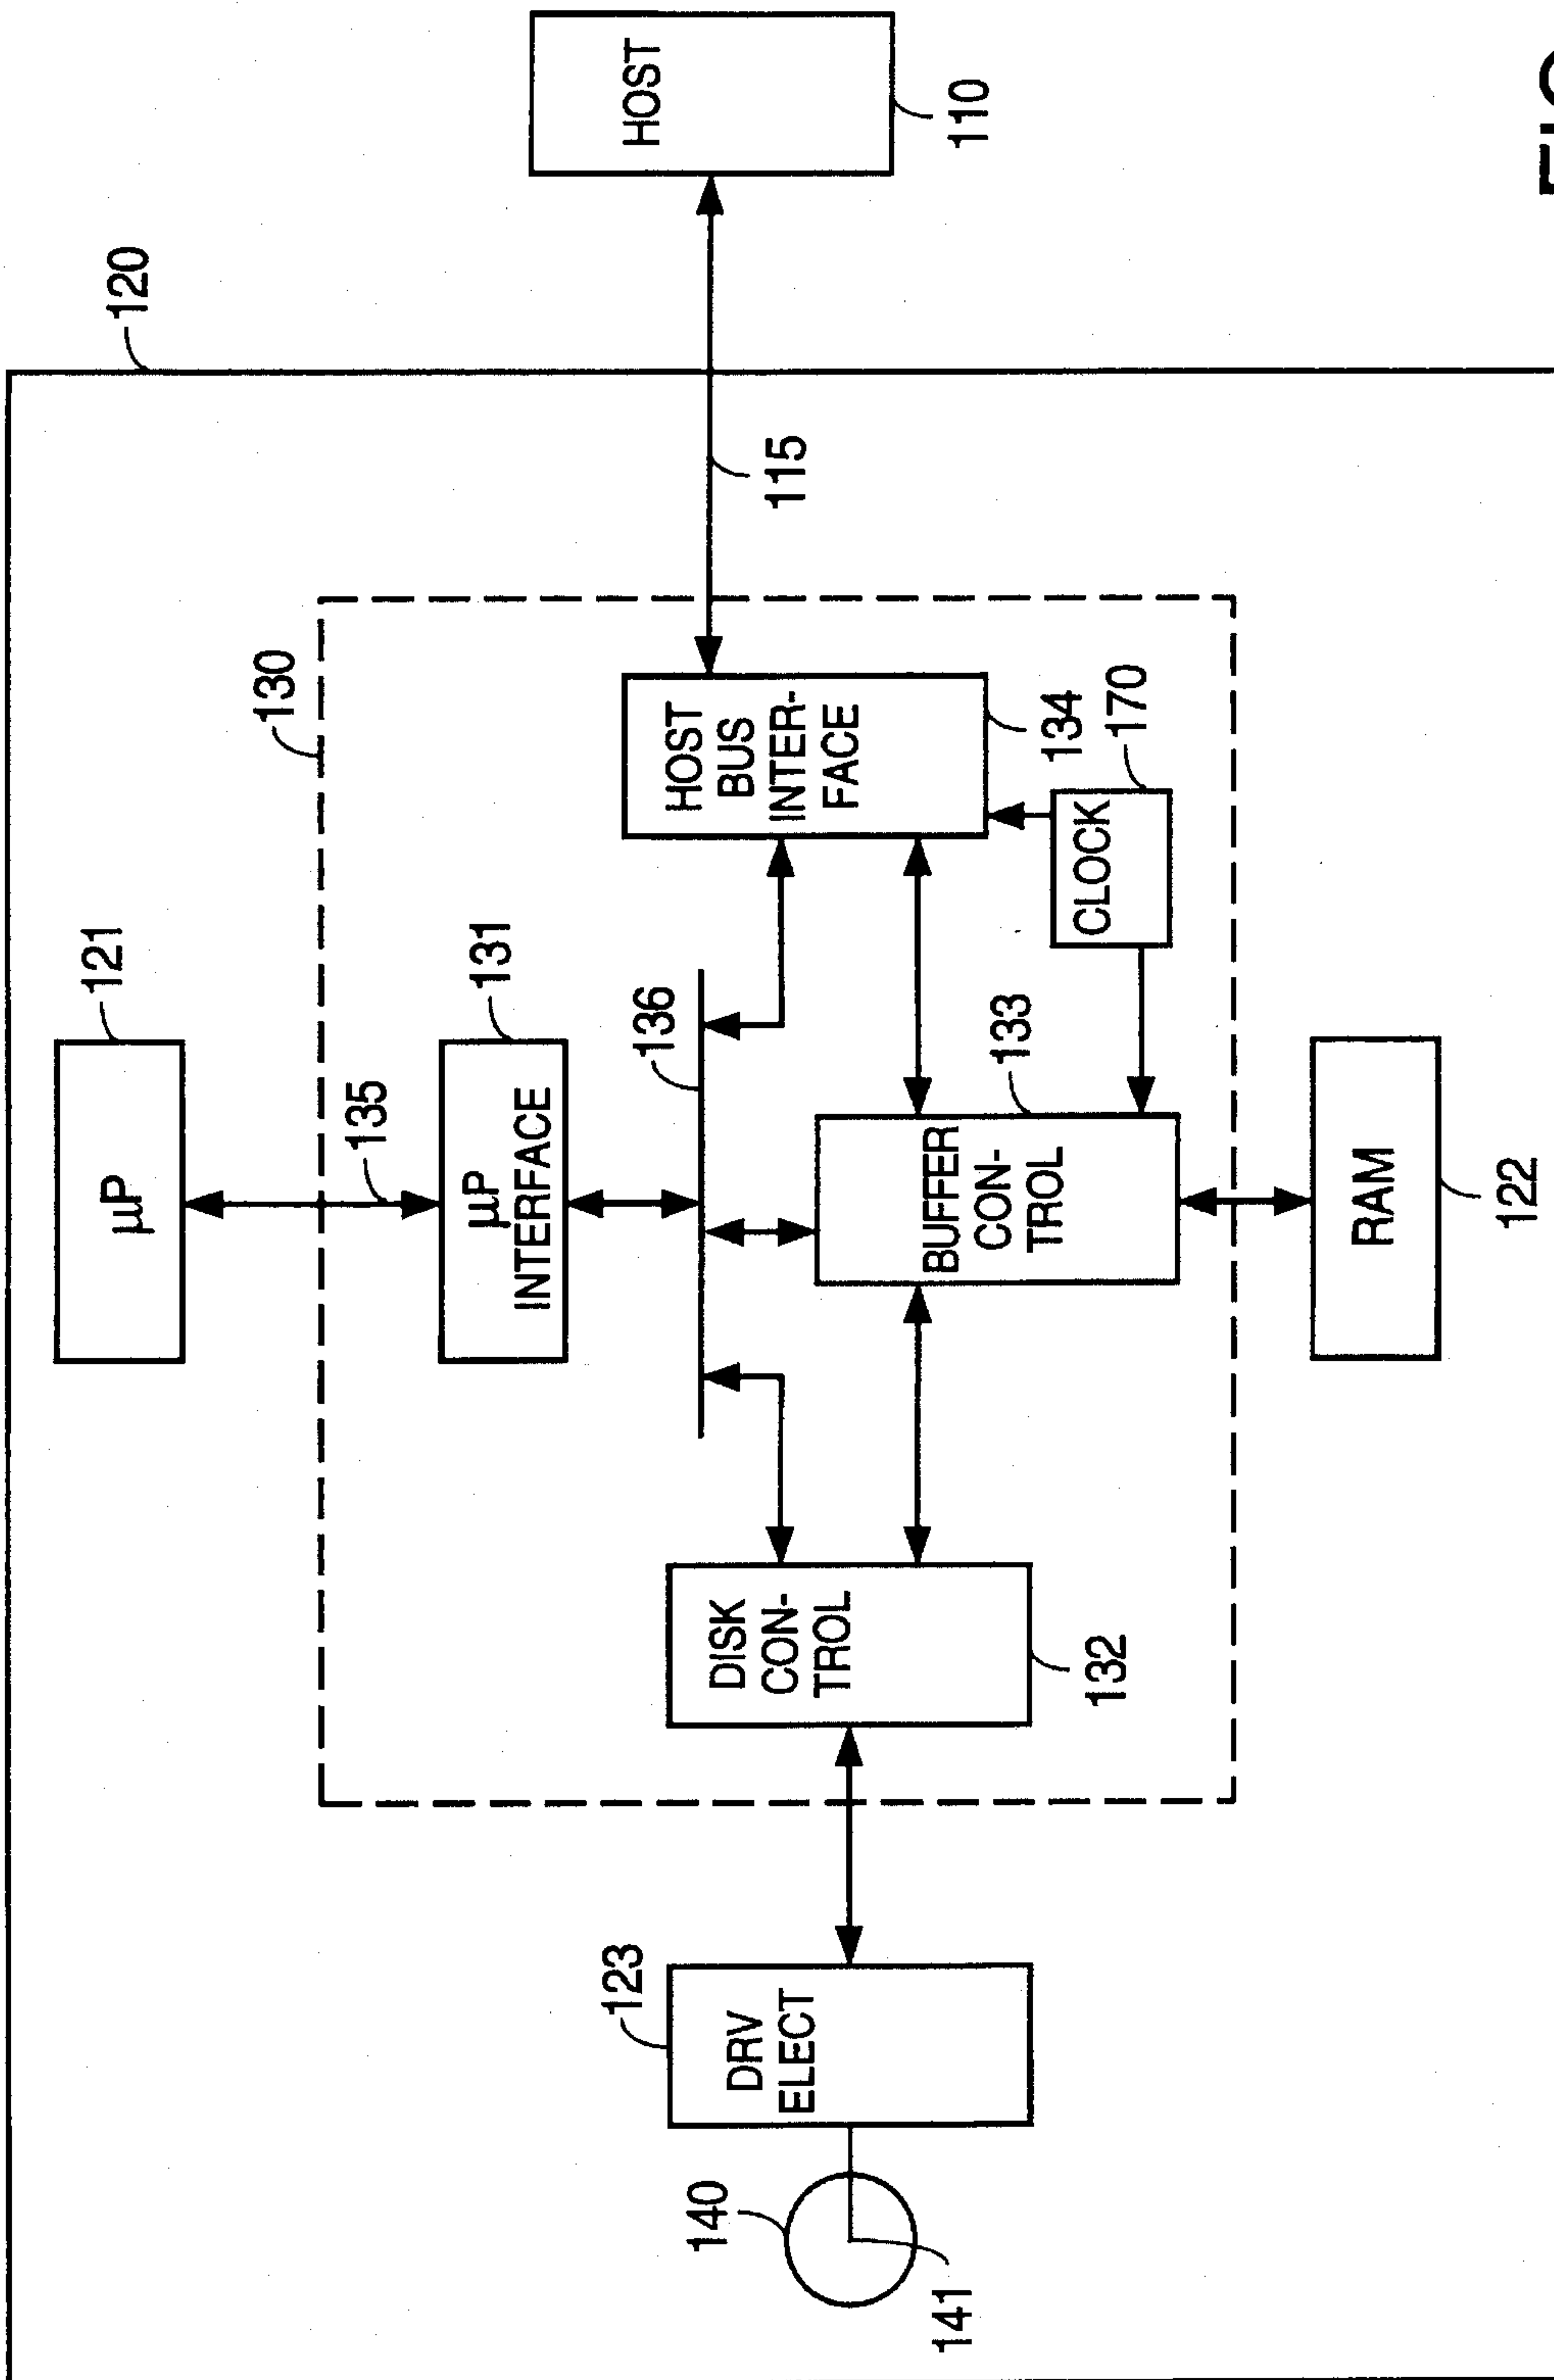 120
121
µP
135
130
131
µP
INTERFACE
136
HOST
110
115
HOST
BUS
INTER-
FACE
134
CLOCK
170
133
BUFFER
CON-
TROL
DISK
CON-
TROL
132
123
DRV
ELECT
140
141
RAM
122